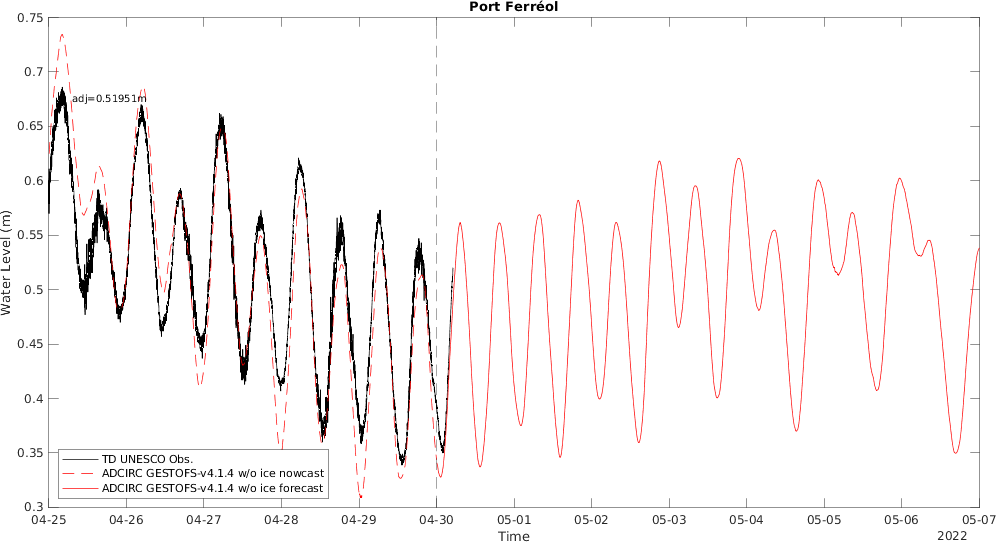 Port Ferréol
Water Level (m)
0.75
0.7
0.65
0.6
0.55
0.5
0.45
0.4
0.35
0.3
adj=0.51951m
TD UNESCO Obs.
ADCIRC GESTOFS-v4.1.4 w/o ice nowcast
ADCIRC GESTOFS-v4.1.4 w/o ice forecast
04-25 04-26 04-27 04-28 04-29 04-30 05-01 05-02 05-03 05-04 05-05 05-06 05-07
Time
2022